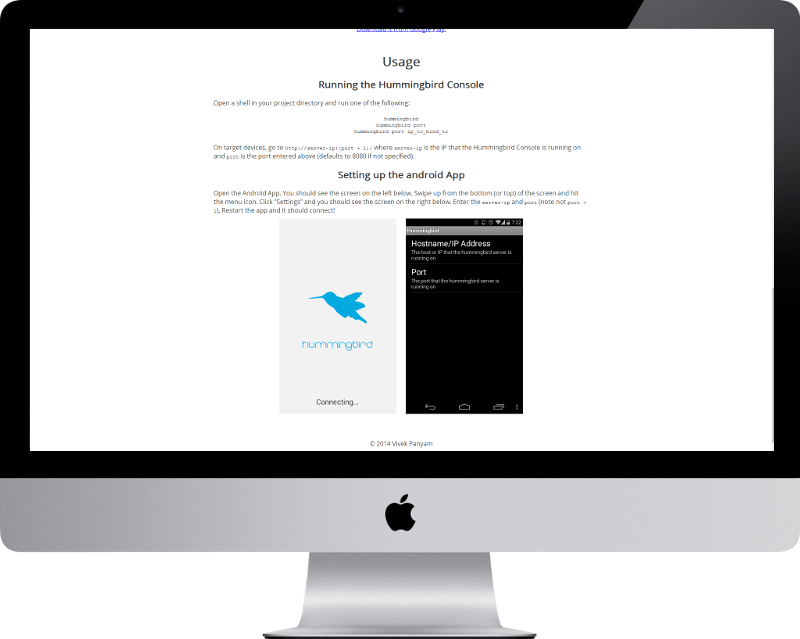 Download it from Google Play.
Usage
Running the Hummingbird Console
Open a shell in your project directory and run one of the following:
hummingbird
hummingbird port
hummingbird port ip_to_bind_to
On target devices, go to http://server-ip:(port + 1)/ where server-ip is the IP that the Hummingbird Console is running on
and port is the port entered above (defaults to 8080 if not specified).
Setting up the android App
Open the Android App. You should see the screen on the left below. Swipe up from the bottom (or top) of the screen and hit
the menu icon. Click "Settings" and you should see the screen on the right below. Enter the server-ip and port (note not port +
1). Restart the app and it should connect!
hummingbird
Connecting...
7:22
Hummingbird
Hostname/IP Address
The host or IP that the hummingbird server is
running on
Port
The port that the hummingbird server is
running on
© 2014 Vivek Panyam